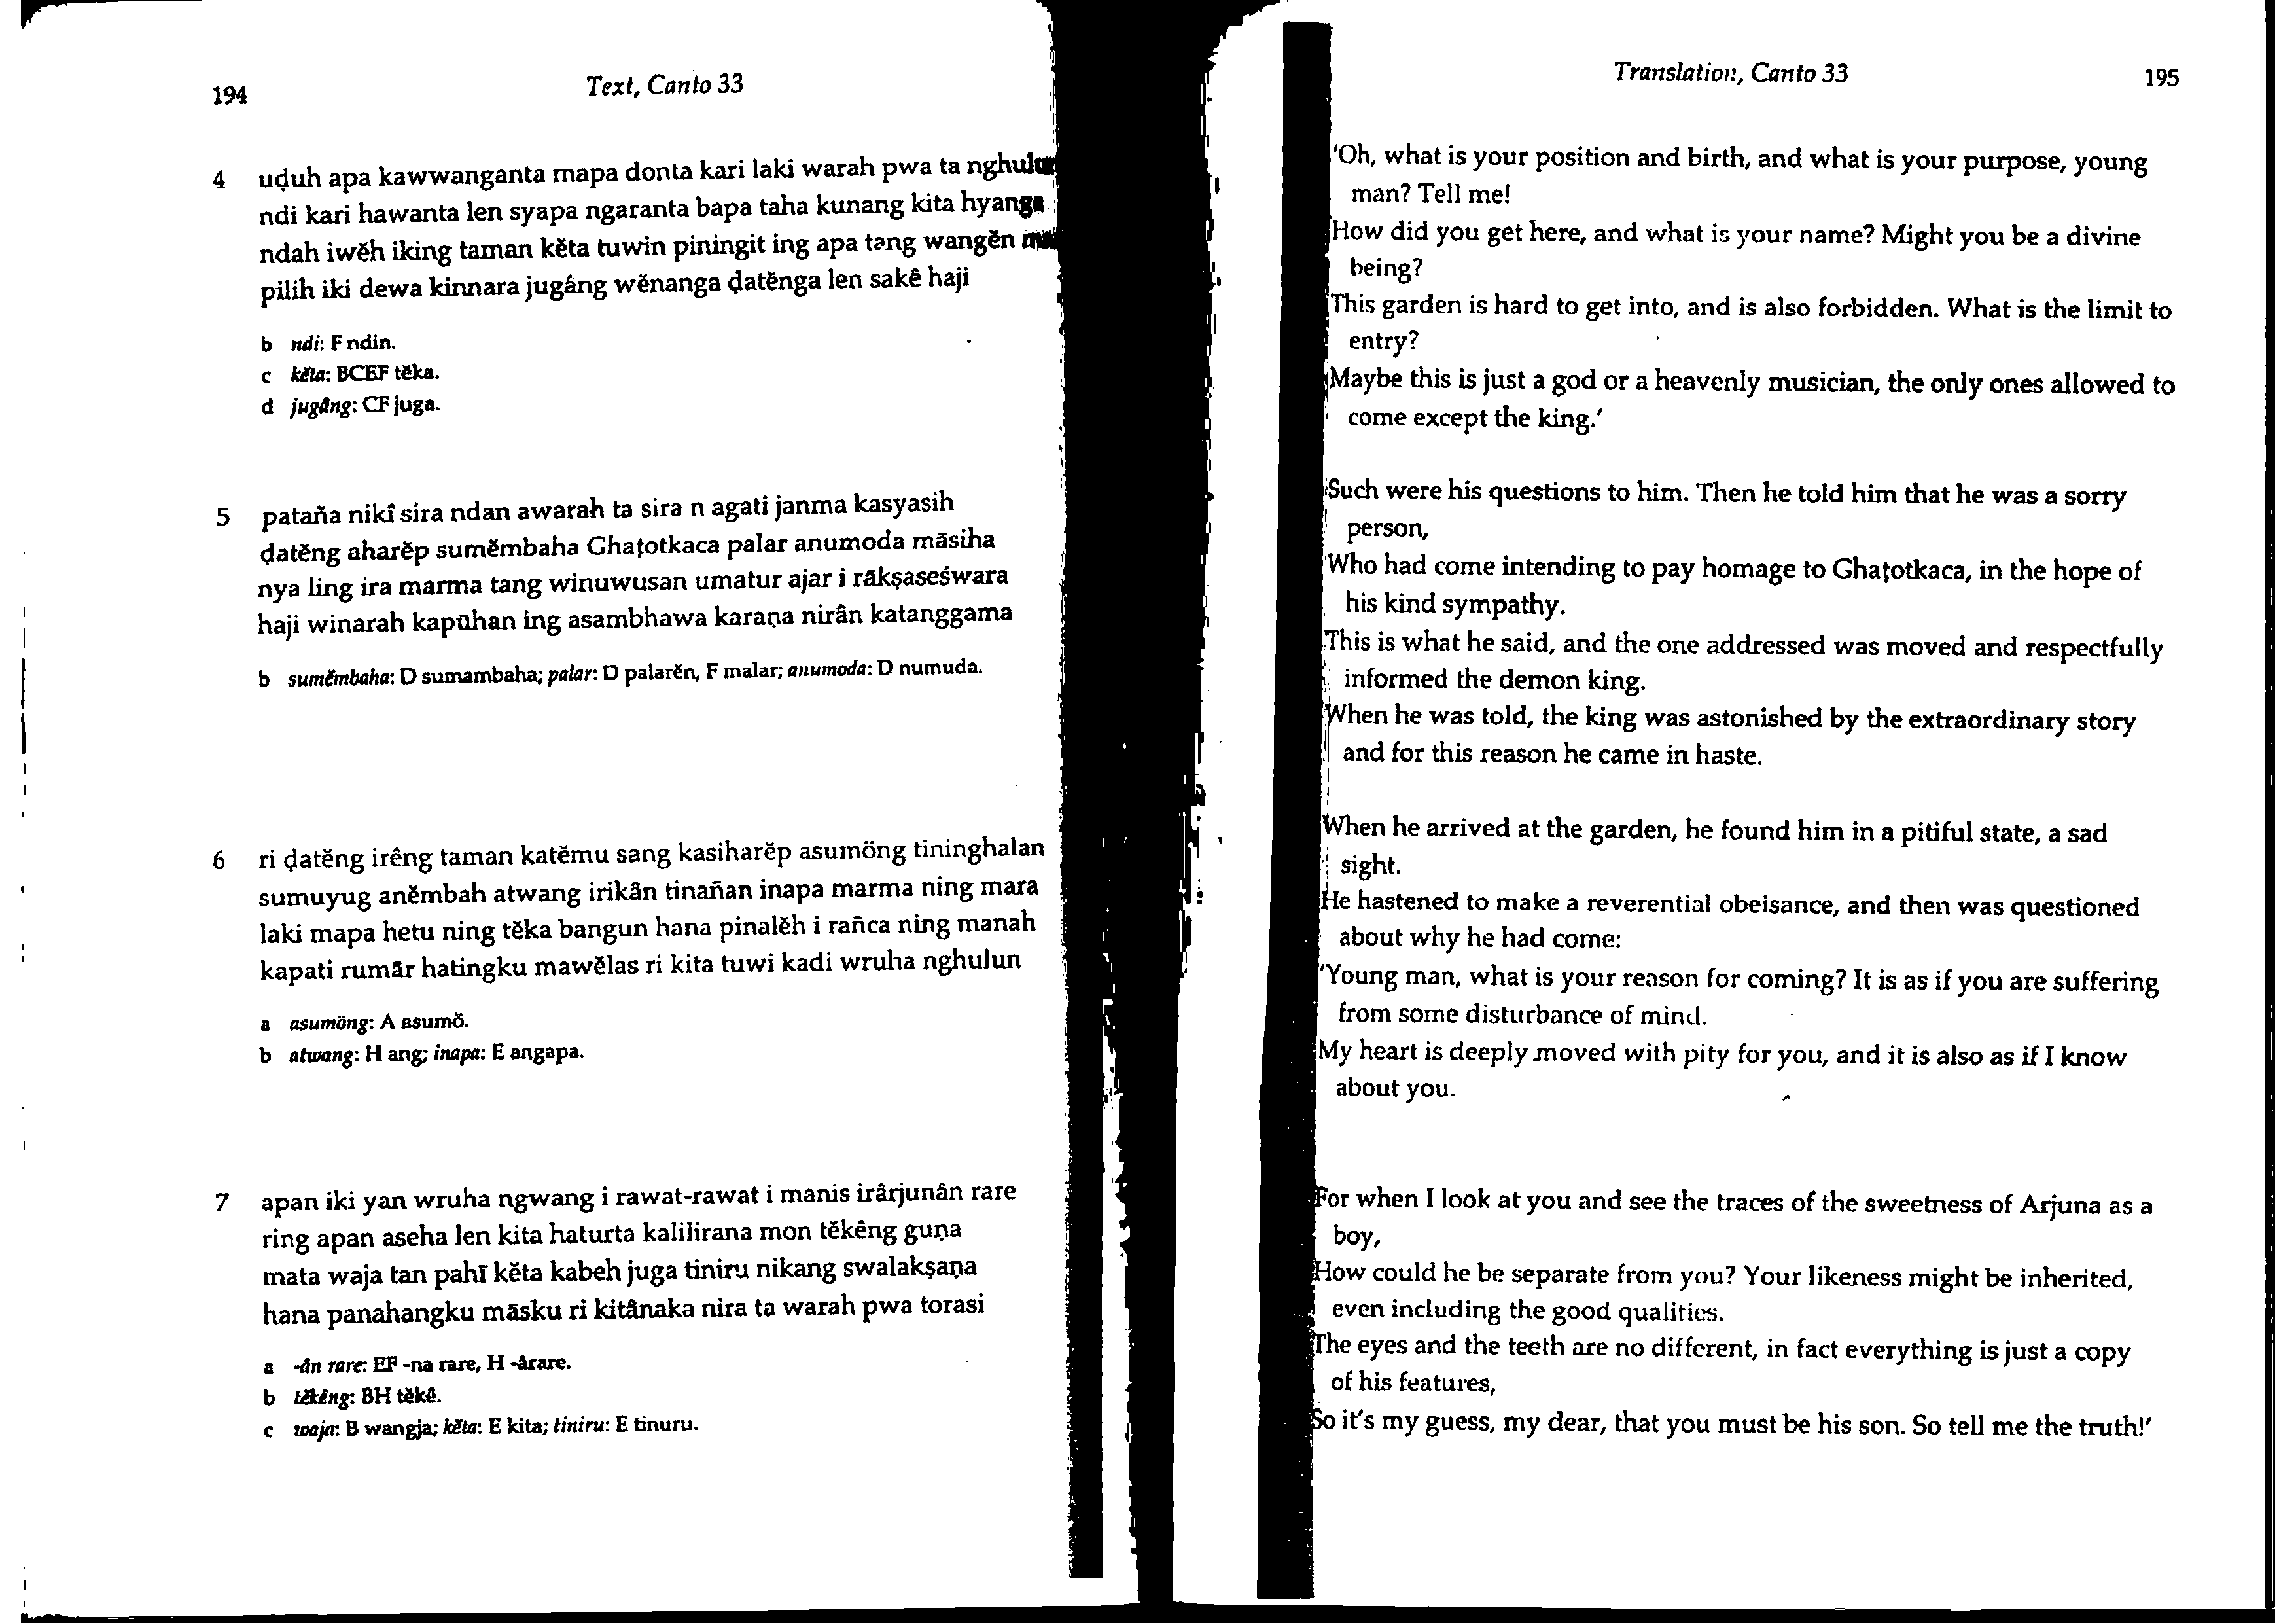 194
Text, Canto 33
4 uḍuh apa kawwanganta mapa donta kari laki warah pwa ta
ndi kari hawanta len syapa ngaranta bapa taha kunang kita hyanga
ndah iwĕh iking taman kĕta tuwin piningit ing apa tang wangĕn
pilih iki dewa kinnara jugâng wĕnanga ḍatĕnga len sakê haji
b ndi: F ndin.
c kĕta: BCEF tĕka.
d jugâng: CF juga.
5 pataña nikî sira ndan awarah ta sira n agati janma kasyasih
ḍatĕng aharĕp sumĕmbaha Ghaṭotkaca palar anumoda māsiha
nya ling ira marma tang winuwusan umatur ajar i rākṣaseśwara
haji winarah kapūhan ing asambhawa karaṇa nirân katanggama
b sumĕmbaha: D sumambaha; palar: D palarĕn, F malar; anumoda: D numuda.
6 ri ḍatĕng irêng taman katĕmu sang kasiharĕp asumöng tininghalan
sumuyug anĕmbah atwang irikân tinañan inapa marma ning mara
laki mapa hetu ning tĕka bangun hana pinalĕh i rañca ning manah
kapati rumār hatingku mawĕlas ri kita tuwi kadi wruha nghulun
a asumöng: A asumö.
b atwang: H ang; inapa: E angapa.
7 apan iki yan wruha ngwang i rawat-rawat i manis irârjunân rare
ring apan aseha len kita haturta kalilirana mon tĕkêng guṇa
mata waja tan pahī kĕta kabeh juga tiniru nikang swalakṣaṇa
hana panahangku māsku ri kitânaka nira ta warah pwa torasi
a -ân rare: EF -na rare, H -ârare.
b tĕkêng: BH tĕkê.
c waja: B wangja; kĕta: E kita; tiniru: E tinuru.
Translation, Canto 33
195
'Oh, what is your position and birth, and what is your purpose, young
man? Tell me!
How did you get here, and what is your name? Might you be a divine
being?
This garden is hard to get into, and is also forbidden. What is the limit to
entry?
Maybe this is just a god or a heavenly musician, the only ones allowed to
come except the king.'
Such were his questions to him. Then he told him that he was a sorry
person,
Who had come intending to pay homage to Ghaṭotkaca, in the hope of
his kind sympathy.
This is what he said, and the one addressed was moved and respectfully
informed the demon king.
When he was told, the king was astonished by the extraordinary story
and for this reason he came in haste.
When he arrived at the garden, he found him in a pitiful state, a sad
sight.
He hastened to make a reverential obeisance, and then was questioned
about why he had come:
'Young man, what is your reason for coming? It is as if you are suffering
from some disturbance of mind.
My heart is deeply moved with pity for you, and it is also as if I know
about you.
For when I look at you and see the traces of the sweetness of Arjuna as a
boy,
How could he be separate from you? Your likeness might be inherited,
even including the good qualities.
The eyes and the teeth are no different, in fact everything is just a copy
of his features,
So it's my guess, my dear, that you must be his son. So tell me the truth!'